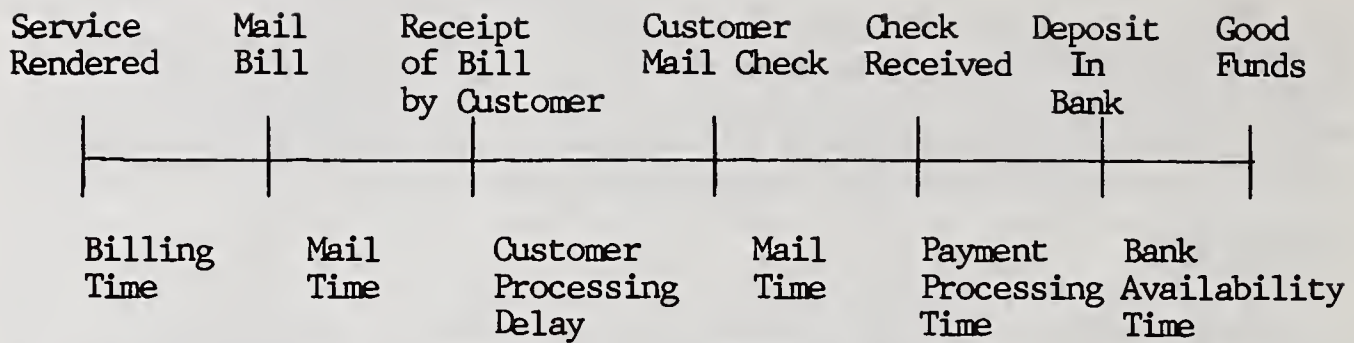 Service Mail Receipt Customer Check Deposit Good
Rendered Bill of Bill Mail Check Received In Funds
by Customer Bank
Billing Mail Customer Mail Payment Bank
Time Time Processing Time Processing Availability
Delay Time Time